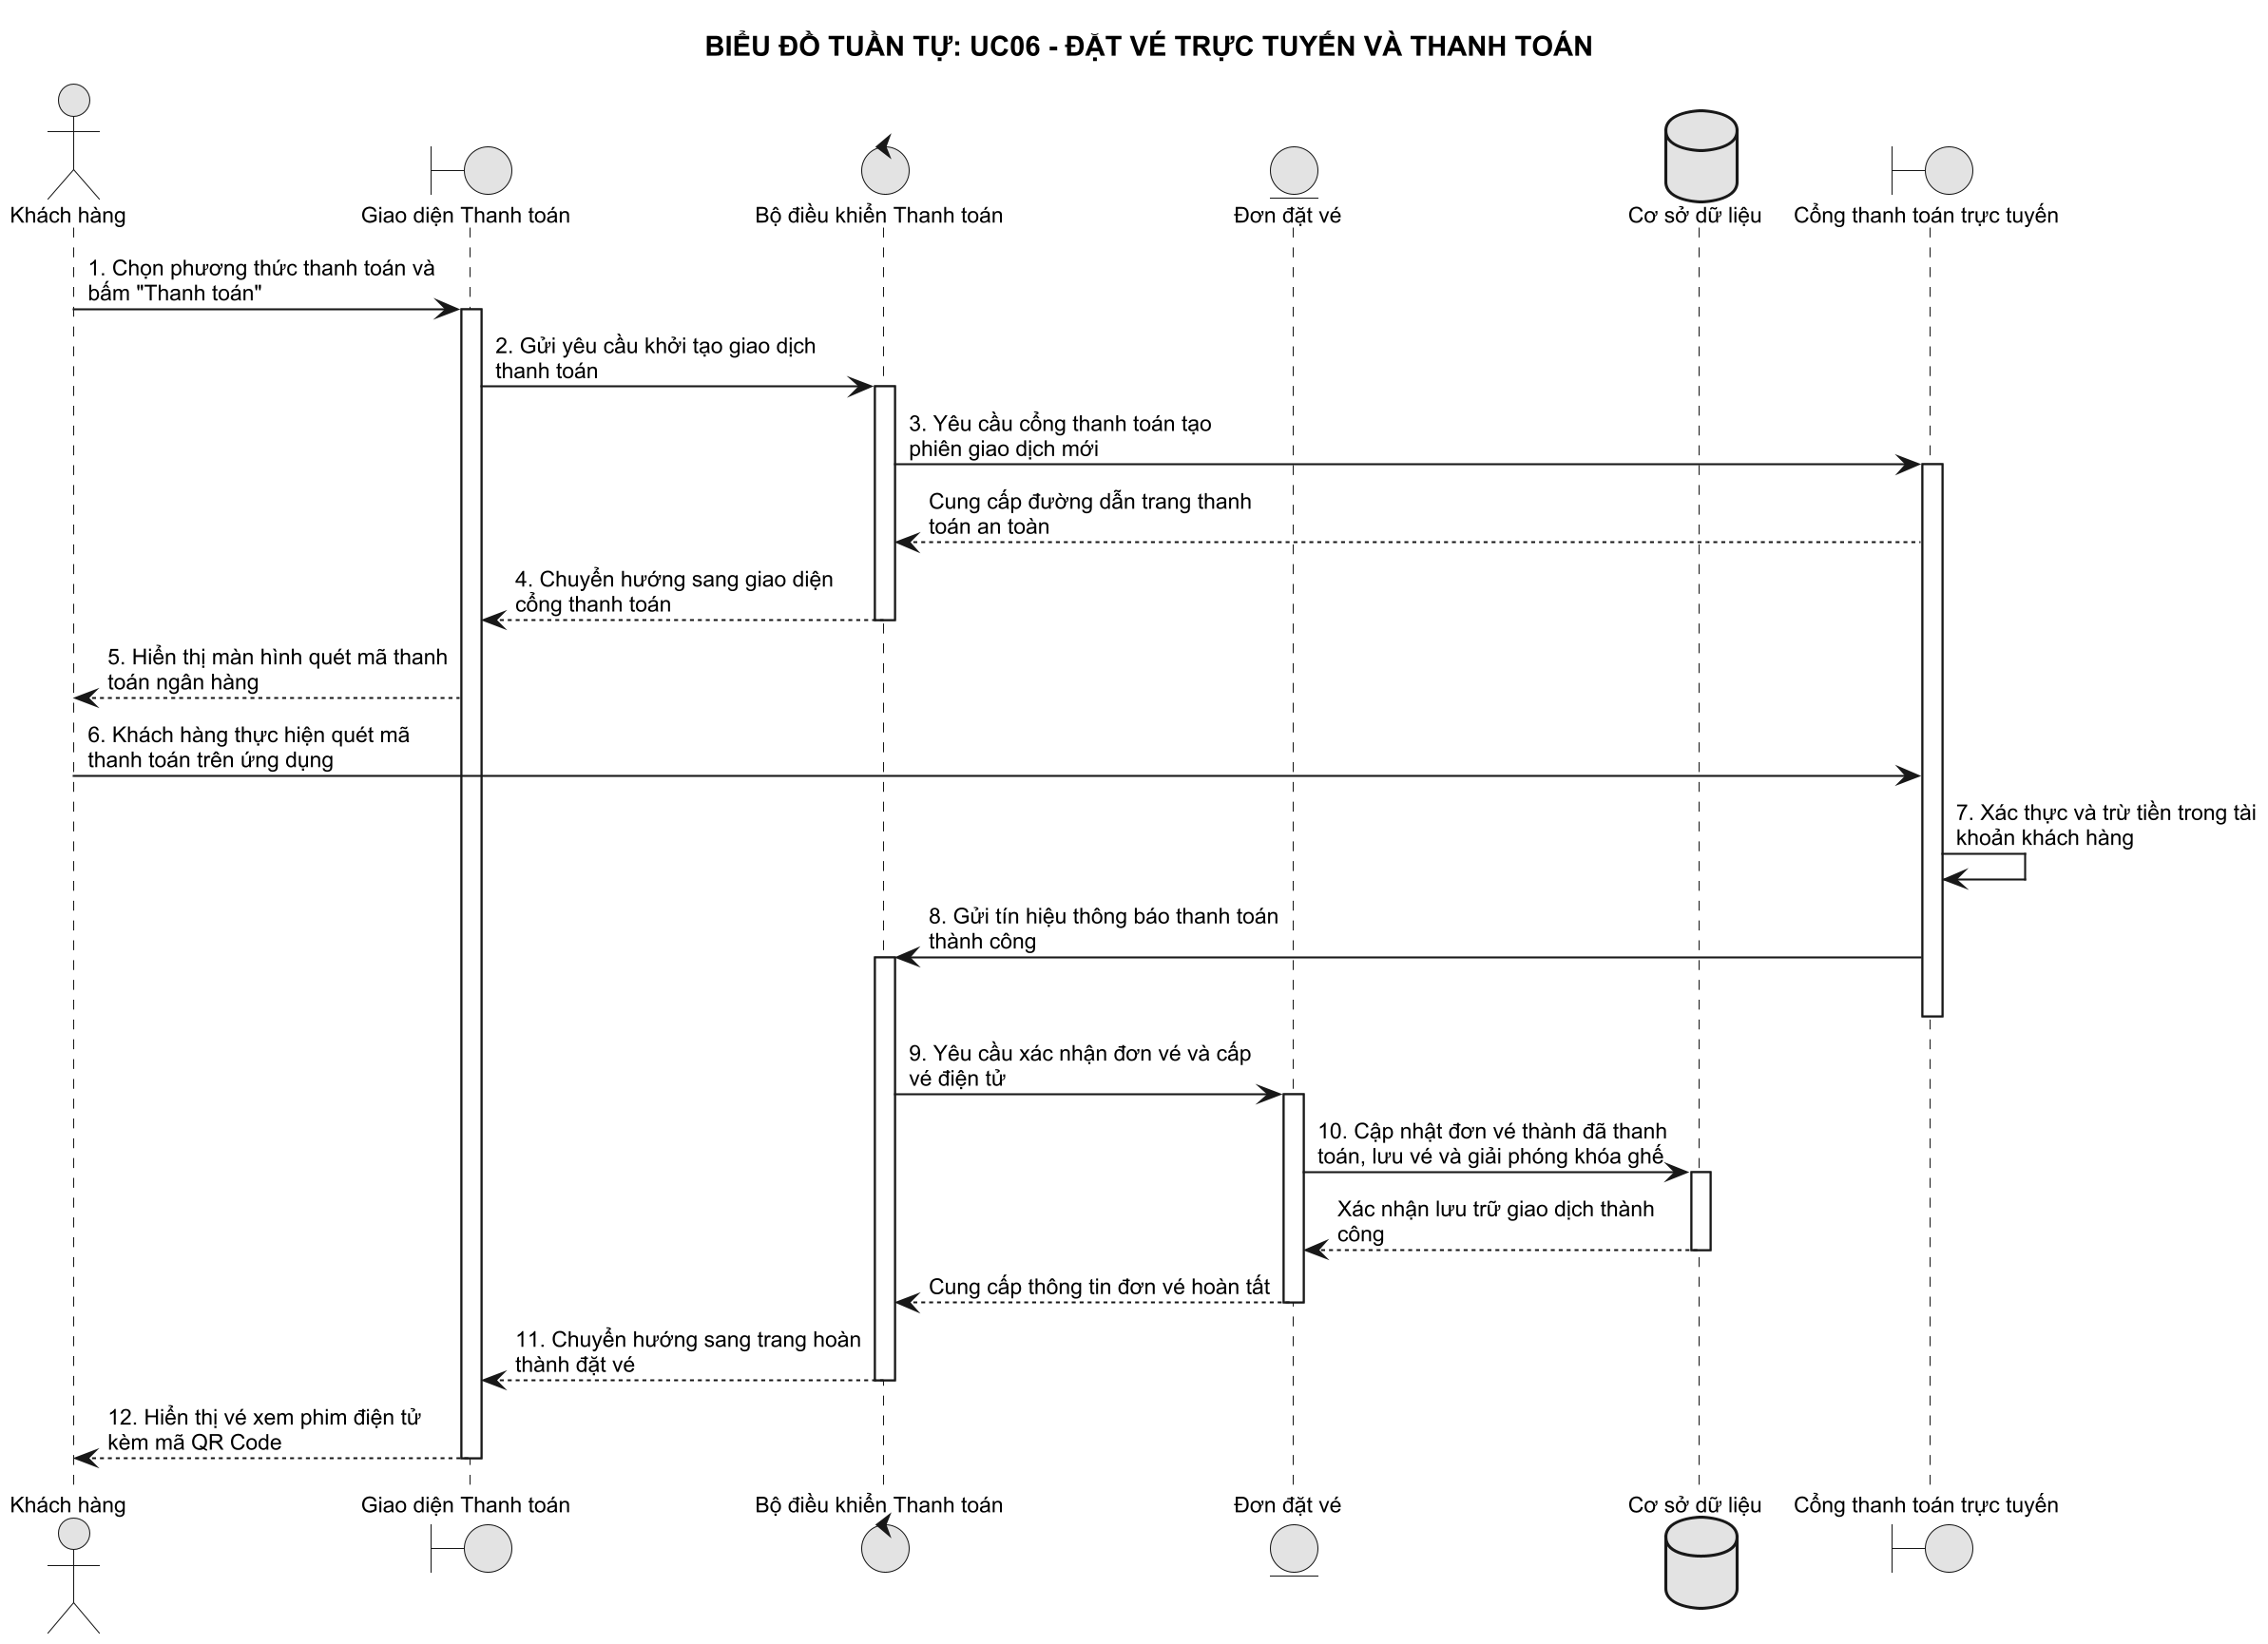 BIỂU ĐỒ TUẦN TỰ: UC06 - ĐẶT VÉ TRỰC TUYẾN VÀ THANH TOÁN
Khách hàng
Giao diện Thanh toán
Bộ điều khiển Thanh toán
Đơn đặt vé
Cơ sở dữ liệu
Cổng thanh toán trực tuyến
1. Chọn phương thức thanh toán và
bấm "Thanh toán"
2. Gửi yêu cầu khởi tạo giao dịch
thanh toán
3. Yêu cầu cổng thanh toán tạo
phiên giao dịch mới
Cung cấp đường dẫn trang thanh
toán an toàn
4. Chuyển hướng sang giao diện
cổng thanh toán
5. Hiển thị màn hình quét mã thanh
toán ngân hàng
6. Khách hàng thực hiện quét mã
thanh toán trên ứng dụng
7. Xác thực và trừ tiền trong tài
khoản khách hàng
8. Gửi tín hiệu thông báo thanh toán
thành công
9. Yêu cầu xác nhận đơn vé và cấp
vé điện tử
10. Cập nhật đơn vé thành đã thanh
toán, lưu vé và giải phóng khóa ghế
Xác nhận lưu trữ giao dịch thành
công
Cung cấp thông tin đơn vé hoàn tất
11. Chuyển hướng sang trang hoàn
thành đặt vé
12. Hiển thị vé xem phim điện tử
kèm mã QR Code
Khách hàng
Giao diện Thanh toán
Bộ điều khiển Thanh toán
Đơn đặt vé
Cơ sở dữ liệu
Cổng thanh toán trực tuyến